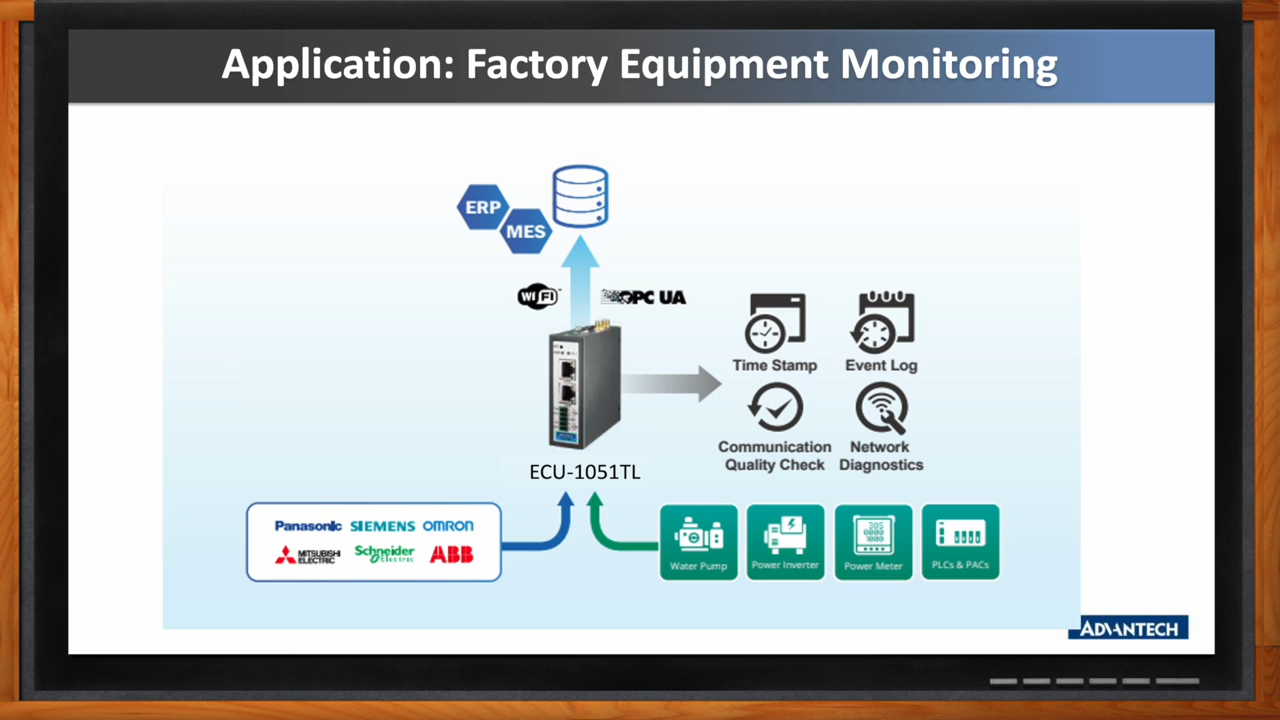 Application: Factory Equipment Monitoring
ERP
MES
WiFi
OPC UA
Time Stamp
Event Log
Communication
Quality Check
Network
Diagnostics
ECU-1051TL
Panasonic SIEMENS OMRON
MITSUBISHI
ELECTRIC
Schneider
Electric
ABB
Water Pump
Power Inverter
Power Meter
PLCs & PACs
ADVANTECH